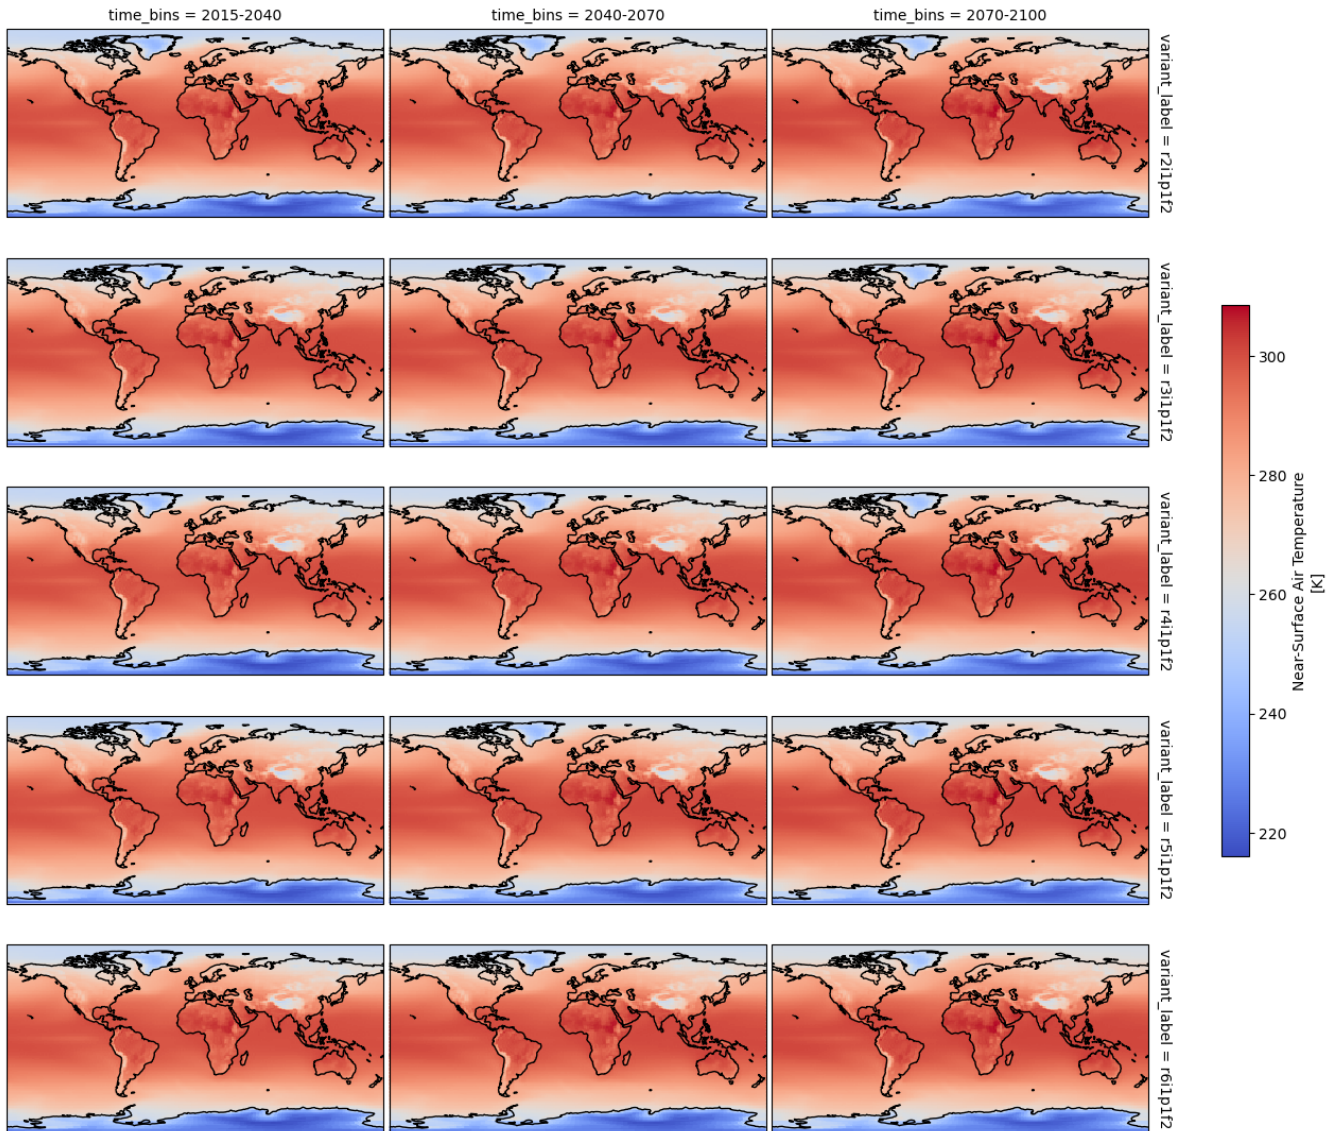 time_bins = 2015-2040
time_bins = 2040-2070
time_bins = 2070-2100
variant_label = r2i1p1f2
variant_label = r3i1p1f2
variant_label = r4i1p1f2
variant_label = r5i1p1f2
variant_label = r6i1p1f2
300
280
260
240
220
Near-Surface Air Temperature
[K]